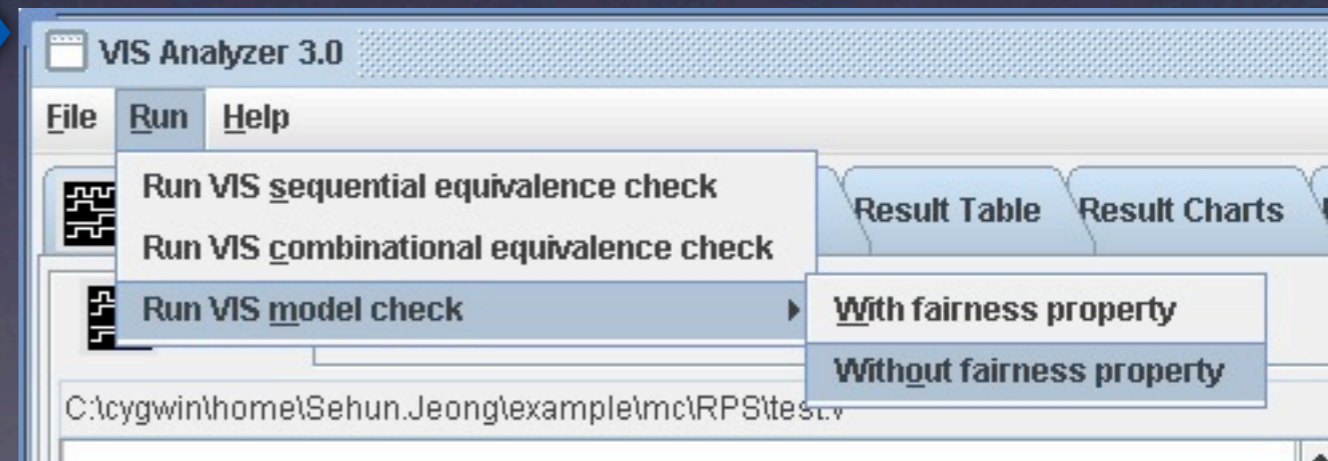 VIS Analyzer 3.0
File Run Help
Run VIS sequential equivalence check
Result Table Result Charts
Run VIS combinational equivalence check
Run VIS model check
With fairness property
Without fairness property
C:\cygwin\home\Sehun.Jeong\example\mc\RPS\test.v